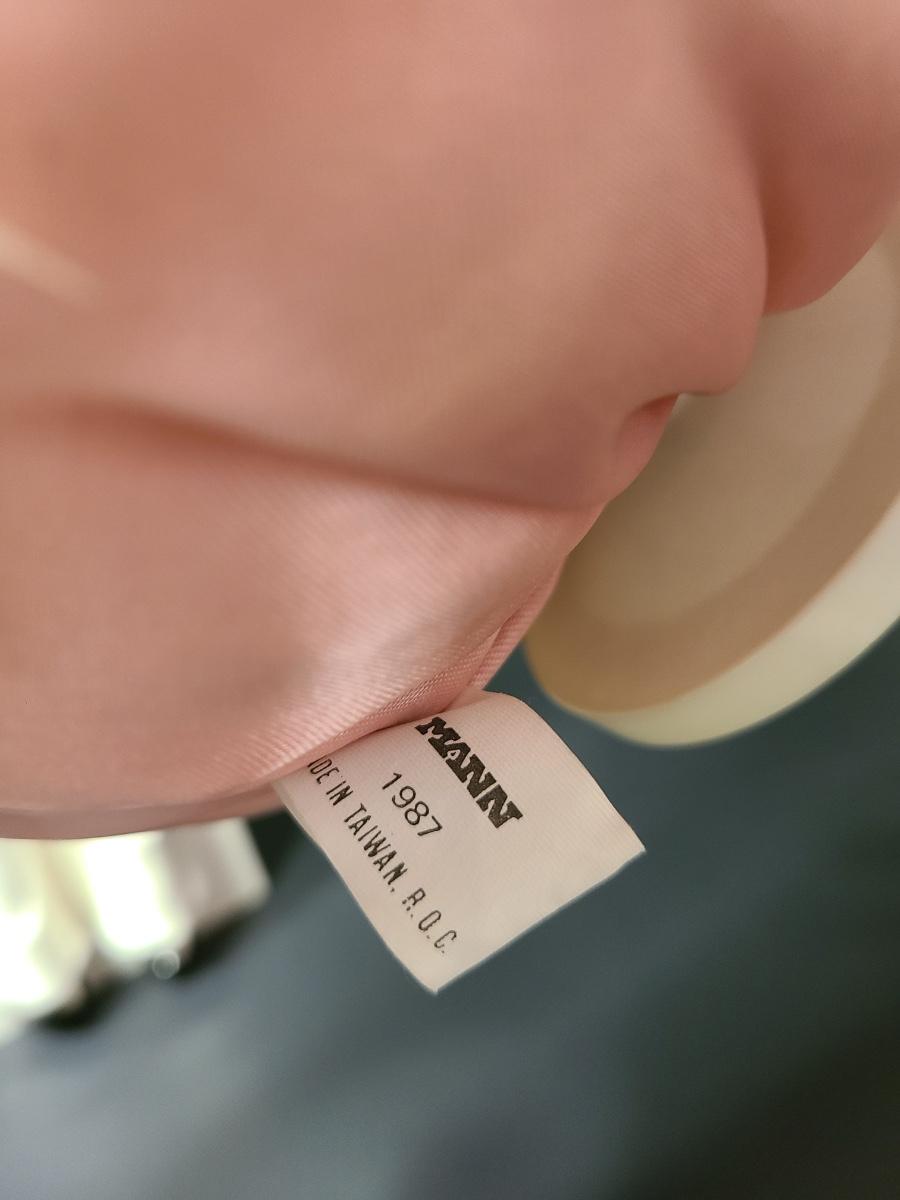 MANN
1987
DE IN TAIWAN, R.O.C.